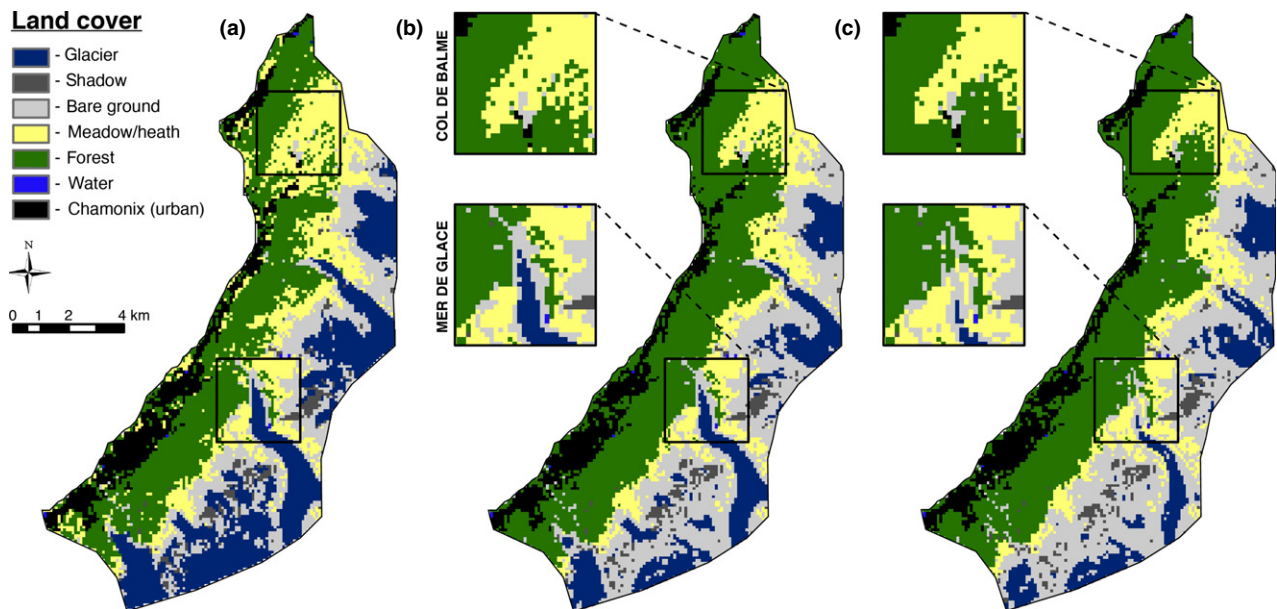 Land cover
- Glacier
- Shadow
- Bare ground
- Meadow/heath
- Forest
- Water
- Chamonix (urban)
N
0 1 2 4 km
(a)
(b)
(c)
COL DE BALME
MER DE GLACE